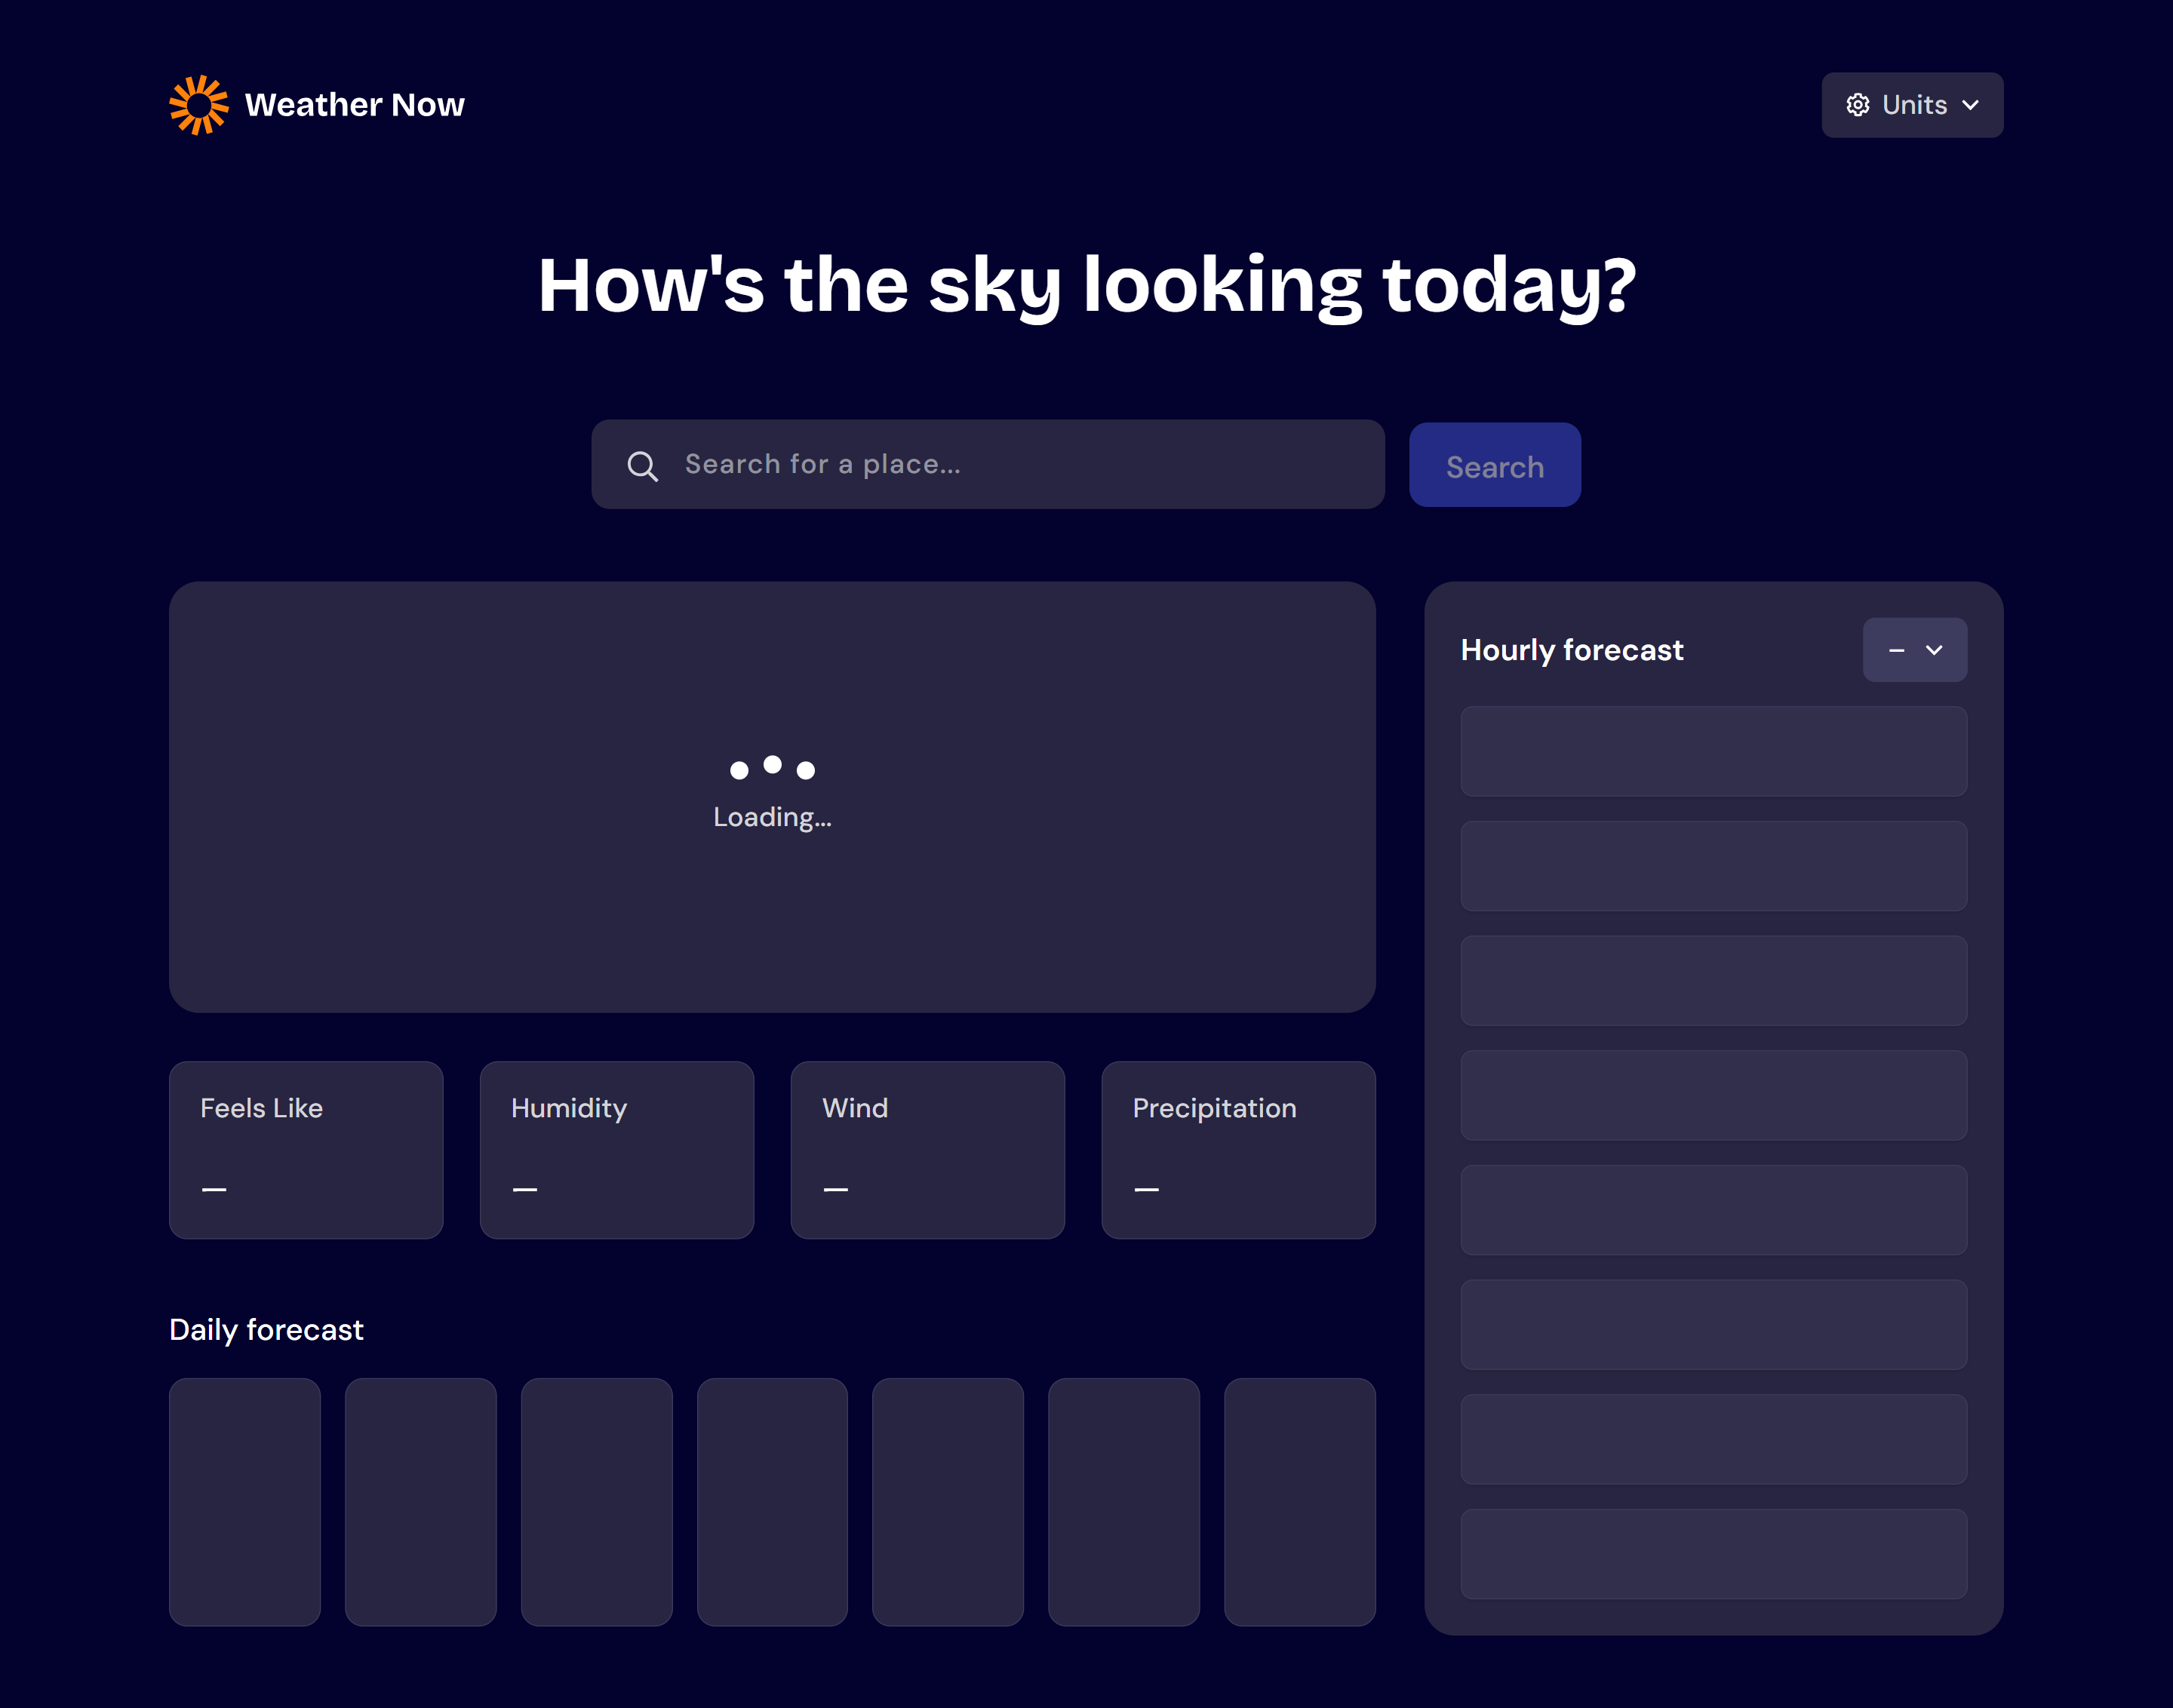 Weather Now
Units
How's the sky looking today?
Search for a place...
Search
Loading...
Hourly forecast
–
Feels Like
Humidity
Wind
Precipitation
—
—
—
—
Daily forecast